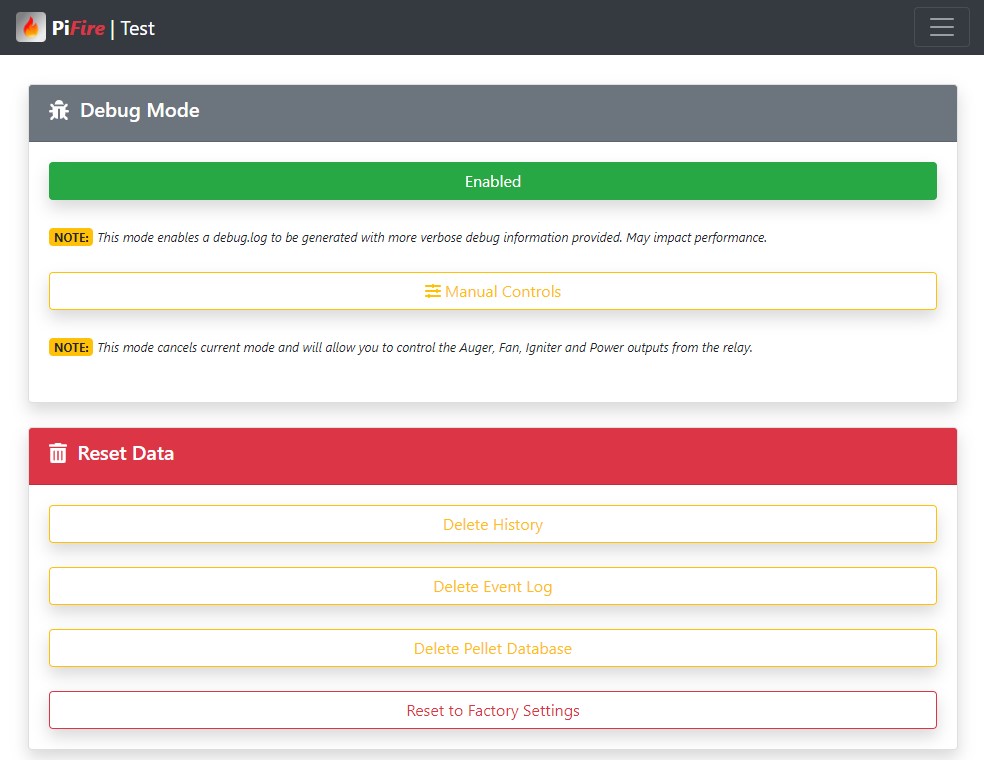 PiFire | Test
Debug Mode
Enabled
NOTE: This mode enables a debug.log to be generated with more verbose debug information provided. May impact performance.
Manual Controls
NOTE: This mode cancels current mode and will allow you to control the Auger, Fan, Igniter and Power outputs from the relay.
Reset Data
Delete History
Delete Event Log
Delete Pellet Database
Reset to Factory Settings